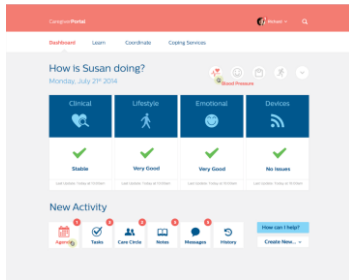 CaregiverPortal
Dashboard Learn Coordinate Coping Services
How is Susan doing?
Monday, July 21st 2014
Blood Pressure
Clinical Lifestyle Emotional Devices
Stable Very Good Very Good No Issues
New Activity
Agenda Tasks Care Circle Notes Messages History
How can I help?
Create New...